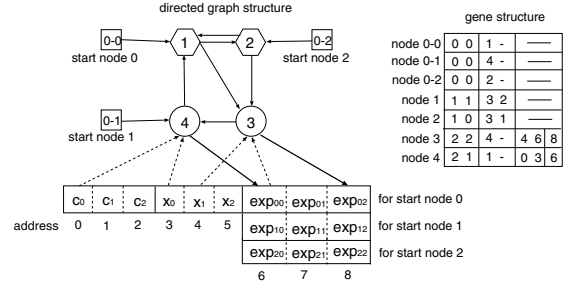 directed graph structure
gene structure
0-0 1 2 0-2
start node 0 start node 2
0-1 4 3
start node 1
node 0-0 0 0 1 - —
node 0-1 0 0 4 - —
node 0-2 0 0 2 - —
node 1 1 1 3 2 —
node 2 1 0 3 1 —
node 3 2 2 4 - 4 6 8
node 4 2 1 1 - 0 3 6
c0 c1 c2 x0 x1 x2 exp00 exp01 exp02 for start node 0
address 0 1 2 3 4 5 exp10 exp11 exp12 for start node 1
exp20 exp21 exp22 for start node 2
6 7 8